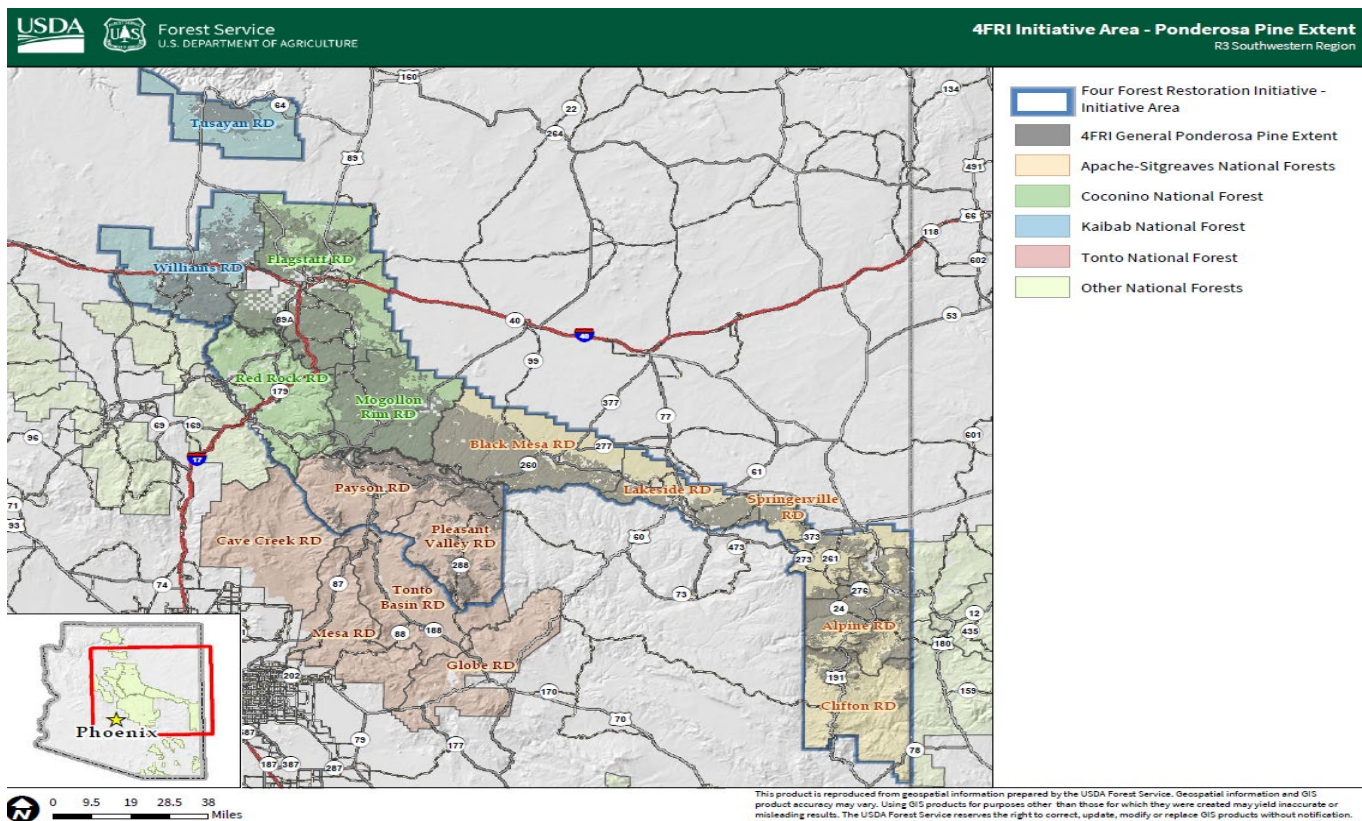 USDA
Forest Service
U.S. DEPARTMENT OF AGRICULTURE
4FRI Initiative Area - Ponderosa Pine Extent
R3 Southwestern Region
Four Forest Restoration Initiative -
Initiative Area
4FRI General Ponderosa Pine Extent
Apache-Sitgreaves National Forests
Coconino National Forest
Kaibab National Forest
Tonto National Forest
Other National Forests
160
134
64
22
Tusayan RD
264
89
491
66
118
602
Williams RD
Flagstaff RD
89A
40
40
53
99
Red Rock RD
179
Mogollon
Rim RD
377
77
69
169
96
17
Black Mesa RD
277
601
260
61
Payson RD
Lakeside RD
Springerville
RD
71
93
Cave Creek RD
Pleasant
Valley RD
60
373
473
273
261
288
74
87
73
276
Tonto
Basin RD
24
12
435
Mesa RD
88
188
Alpine RD
180
Globe RD
202
191
170
159
Clifton RD
70
79
177
78
187
387
287
Phoenix
N
0 9.5 19 28.5 38
Miles
This product is reproduced from geospatial information prepared by the USDA Forest Service. Geospatial information and GIS
product accuracy may vary. Using GIS products for purposes other than those for which they were created may yield inaccurate or
misleading results. The USDA Forest Service reserves the right to correct, update, modify or replace GIS products without notification.